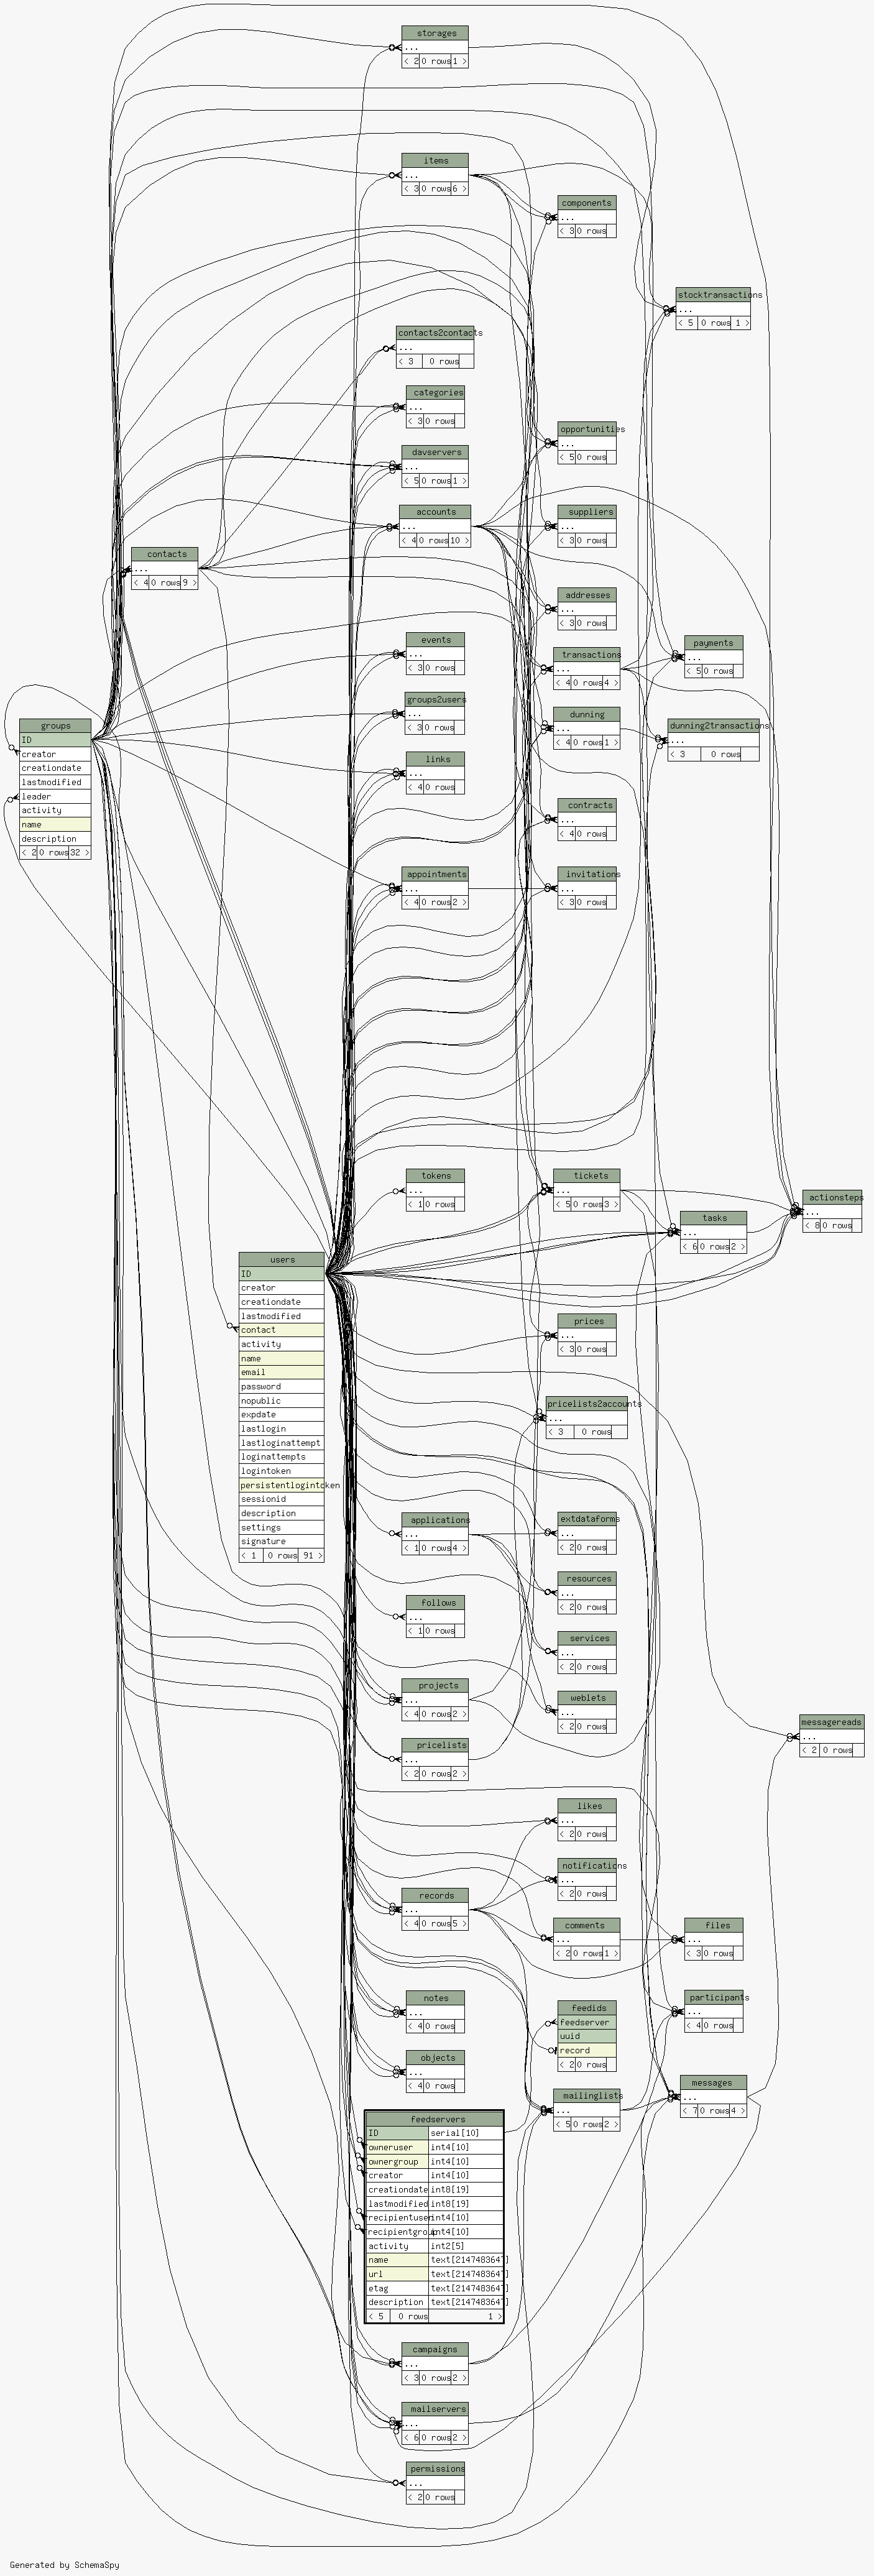 storages
...
< 2 0 rows 1 >
items
...
< 3 0 rows 6 >
components
...
< 3 0 rows
stocktransactions
...
< 5 0 rows 1 >
contacts2contacts
...
< 3 0 rows
categories
...
< 3 0 rows
opportunities
...
< 5 0 rows
davservers
...
< 5 0 rows 1 >
accounts
...
< 4 0 rows 10 >
suppliers
...
< 3 0 rows
contacts
...
< 4 0 rows 9 >
addresses
...
< 3 0 rows
events
...
< 3 0 rows
transactions
...
< 4 0 rows 4 >
payments
...
< 5 0 rows
groups2users
...
< 3 0 rows
dunning
...
< 4 0 rows 1 >
dunning2transactions
...
< 3 0 rows
groups
ID
creator
creationdate
lastmodified
leader
activity
name
description
< 2 0 rows 32 >
links
...
< 4 0 rows
contracts
...
< 4 0 rows
appointments
...
< 4 0 rows 2 >
invitations
...
< 3 0 rows
tokens
...
< 1 0 rows
tickets
...
< 5 0 rows 3 >
tasks
...
< 6 0 rows 2 >
actionsteps
...
< 8 0 rows
users
ID
creator
creationdate
lastmodified
contact
activity
name
email
password
nopublic
expdate
lastlogin
lastloginattempt
loginattempts
logintoken
persistentlogintoken
sessionid
description
settings
signature
< 1 0 rows 91 >
prices
...
< 3 0 rows
pricelists2accounts
...
< 3 0 rows
applications
...
< 1 0 rows 4 >
extdataforms
...
< 2 0 rows
resources
...
< 2 0 rows
follows
...
< 1 0 rows
services
...
< 2 0 rows
projects
...
< 4 0 rows 2 >
weblets
...
< 2 0 rows
messagereads
...
< 2 0 rows
pricelists
...
< 2 0 rows 2 >
likes
...
< 2 0 rows
notifications
...
< 2 0 rows
records
...
< 4 0 rows 5 >
comments
...
< 2 0 rows 1 >
files
...
< 3 0 rows
notes
...
< 4 0 rows
feedids
feedserver
uuid
record
< 2 0 rows
participants
...
< 4 0 rows
objects
...
< 4 0 rows
mailinglists
...
< 5 0 rows 2 >
messages
...
< 7 0 rows 4 >
feedservers
ID serial[10]
owneruser int4[10]
ownergroup int4[10]
creator int4[10]
creationdate int8[19]
lastmodified int8[19]
recipientuser int4[10]
recipientgroup int4[10]
activity int2[5]
name text[2147483647]
url text[2147483647]
etag text[2147483647]
description text[2147483647]
< 5 0 rows 1 >
campaigns
...
< 3 0 rows 2 >
mailservers
...
< 6 0 rows 2 >
permissions
...
< 2 0 rows
Generated by SchemaSpy